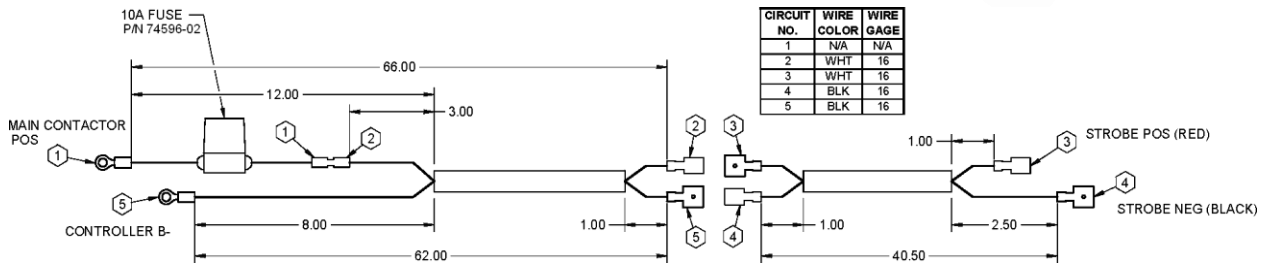 10A FUSE
P/N 74596-02
CIRCUIT NO. WIRE COLOR WIRE GAGE
1 N/A N/A
2 WHT 16
3 WHT 16
4 BLK 16
5 BLK 16
66.00
12.00
3.00
MAIN CONTACTOR
POS
1
1
2
2
3
1.00
3
STROBE POS (RED)
5
CONTROLLER B-
8.00
1.00
5
4
1.00
2.50
4
STROBE NEG (BLACK)
62.00
40.50